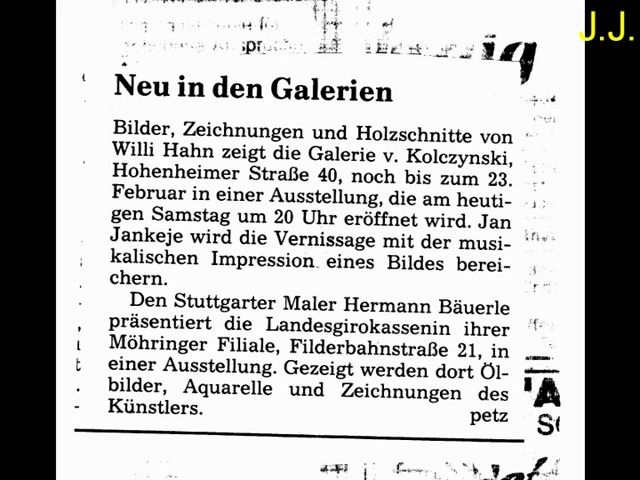 J.J.
Neu in den Galerien
Bilder, Zeichnungen und Holzschnitte von
Willi Hahn zeigt die Galerie v. Kolczynski,
Hohenheimer Straße 40, noch bis zum 23.
Februar in einer Ausstellung, die am heuti-
gen Samstag um 20 Uhr eröffnet wird. Jan
Jankeje wird die Vernissage mit der musi-
kalischen Impression eines Bildes berei-
chern.
Den Stuttgarter Maler Hermann Bäuerle
präsentiert die Landesgirokassenin ihrer
Möhringer Filiale, Filderbahnstraße 21, in
einer Ausstellung. Gezeigt werden dort Öl-
bilder, Aquarelle und Zeichnungen des
Künstlers. petz